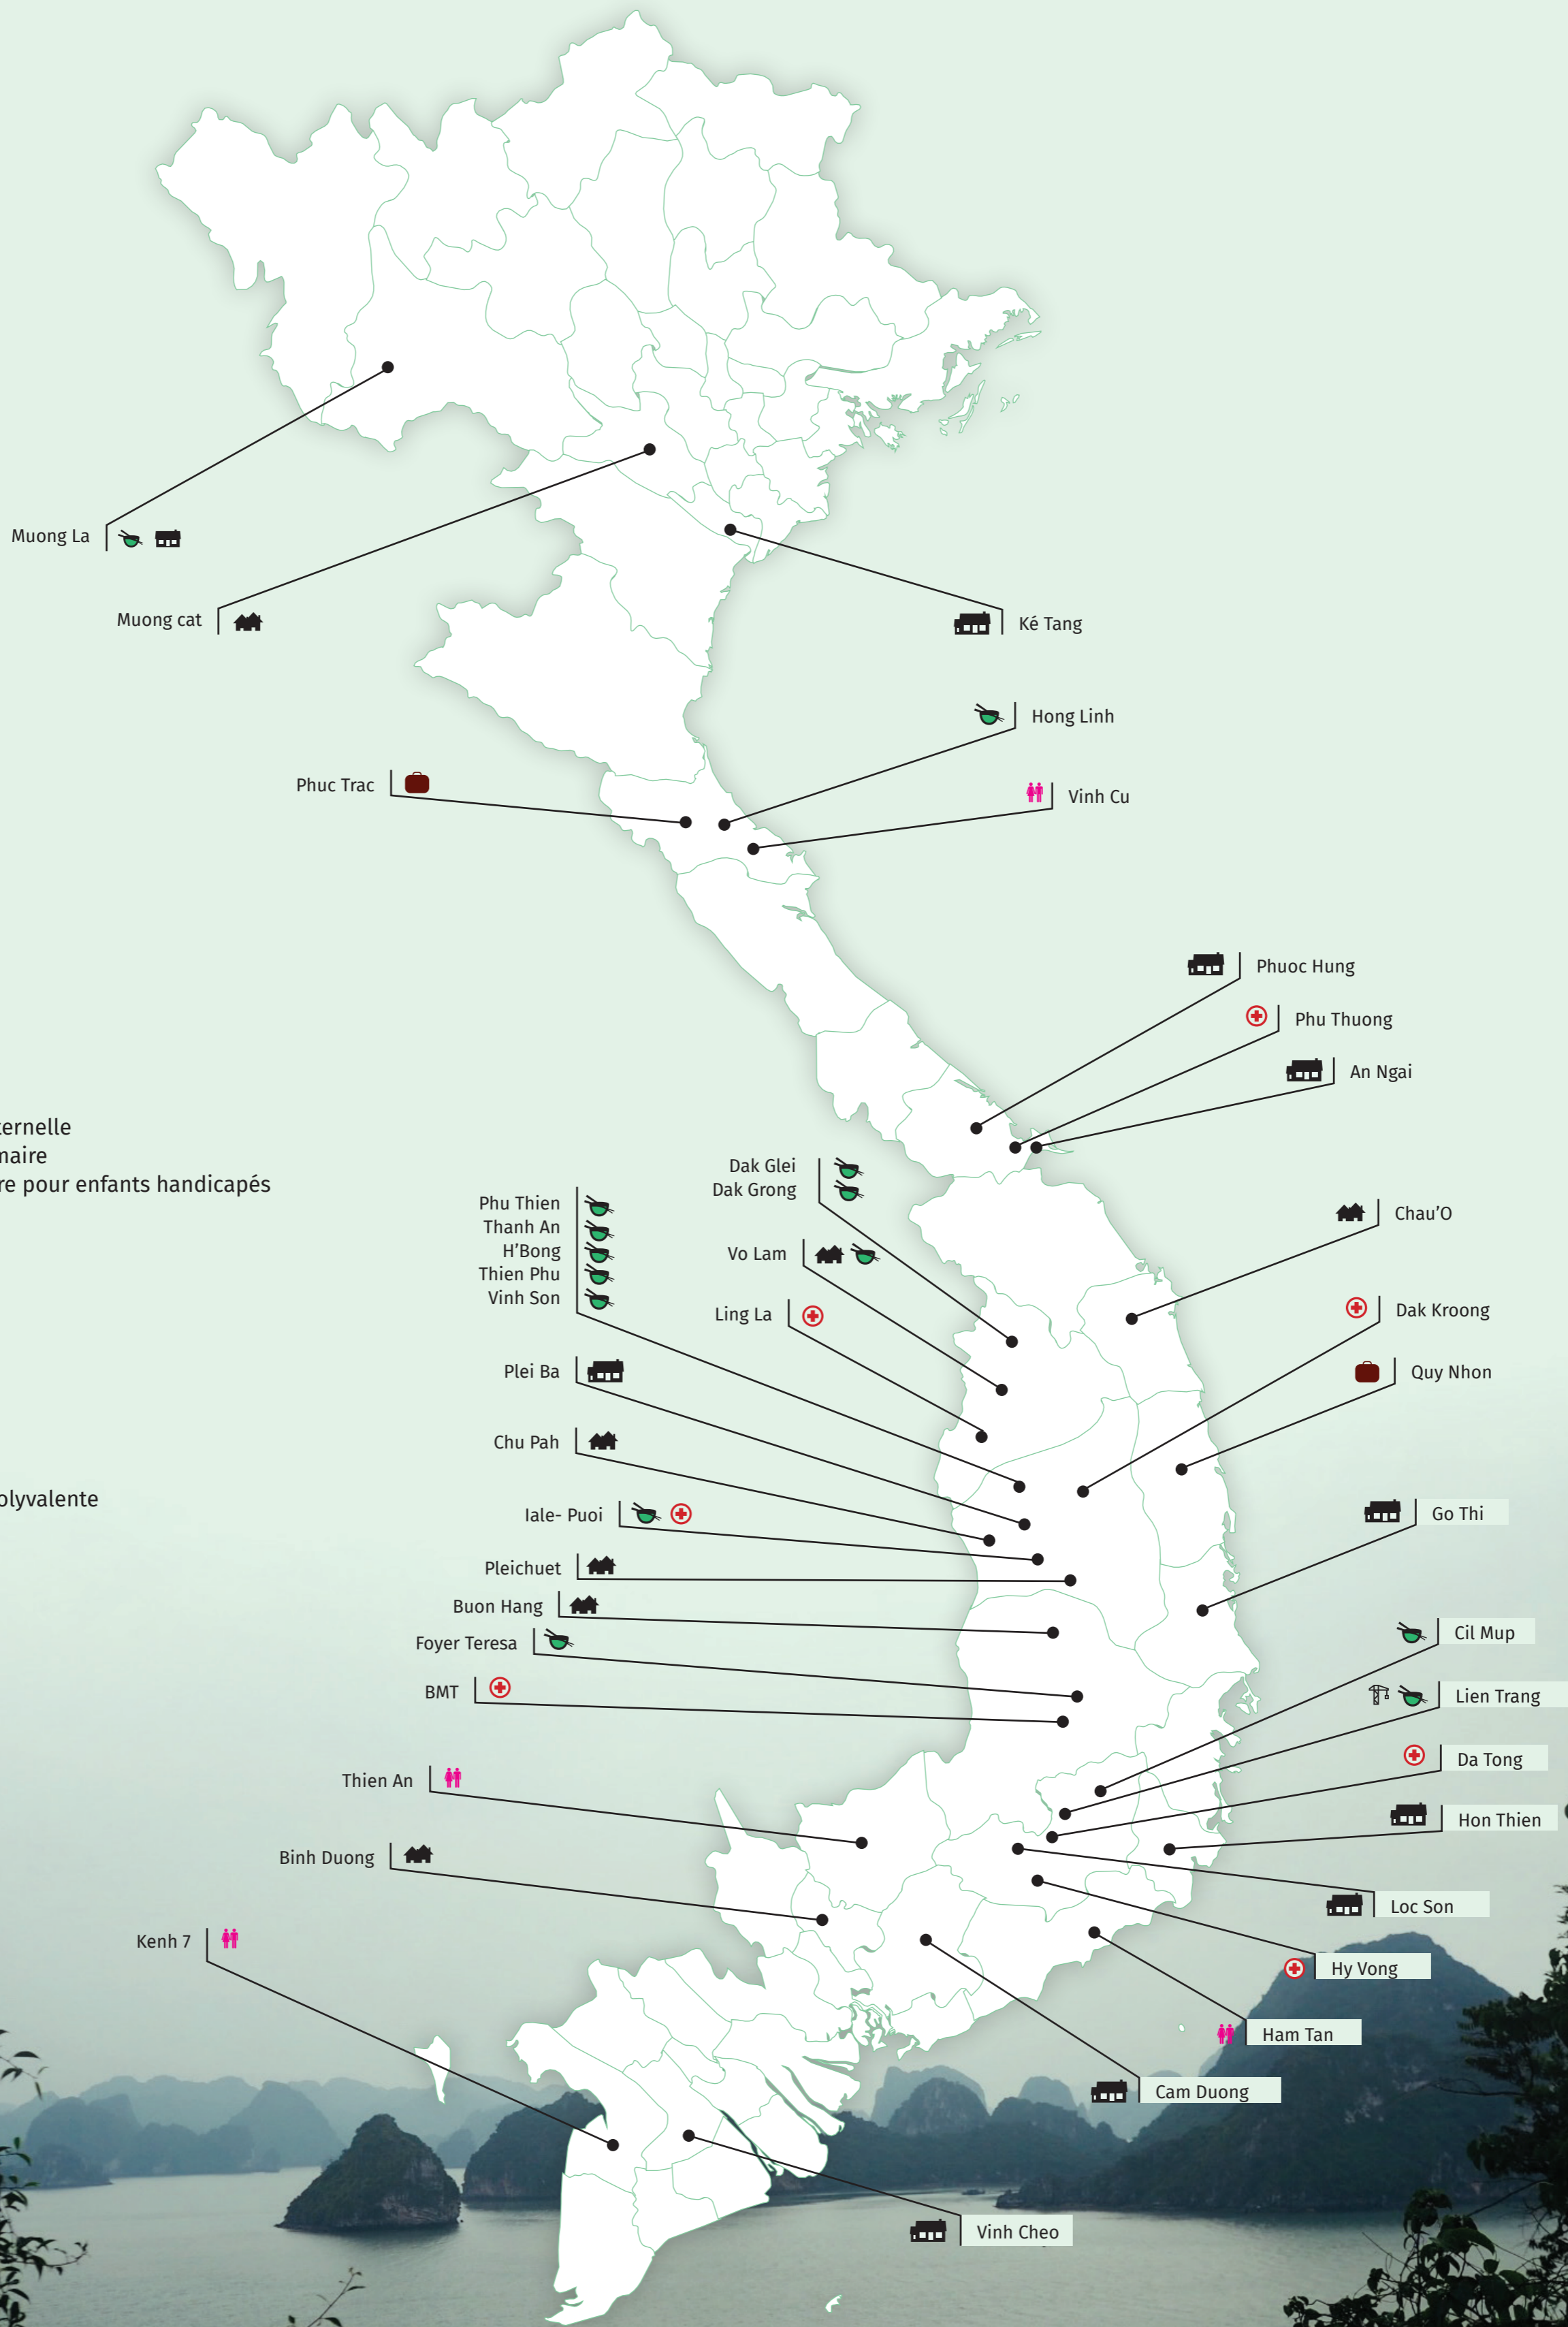 Muong La
Muong cat
Ké Tang
Hong Linh
Phuc Trac
Vinh Cu
Phuoc Hung
Phu Thuong
An Ngai
maire
re pour enfants handicapés
Dak Glei
Dak Grong
Phu Thien
Thanh An
H'Bong
Thien Phu
Vinh Son
Chau'O
Vo Lam
Ling La
Dak Kroong
Plei Ba
Quy Nhon
Chu Pah
olyvalente
Iale- Puoi
Go Thi
Pleichuet
Buon Hang
Foyer Teresa
Cil Mup
BMT
Lien Trang
Da Tong
Thien An
Hon Thien
Binh Duong
Loc Son
Kenh 7
Hy Vong
Ham Tan
Cam Duong
Vinh Cheo